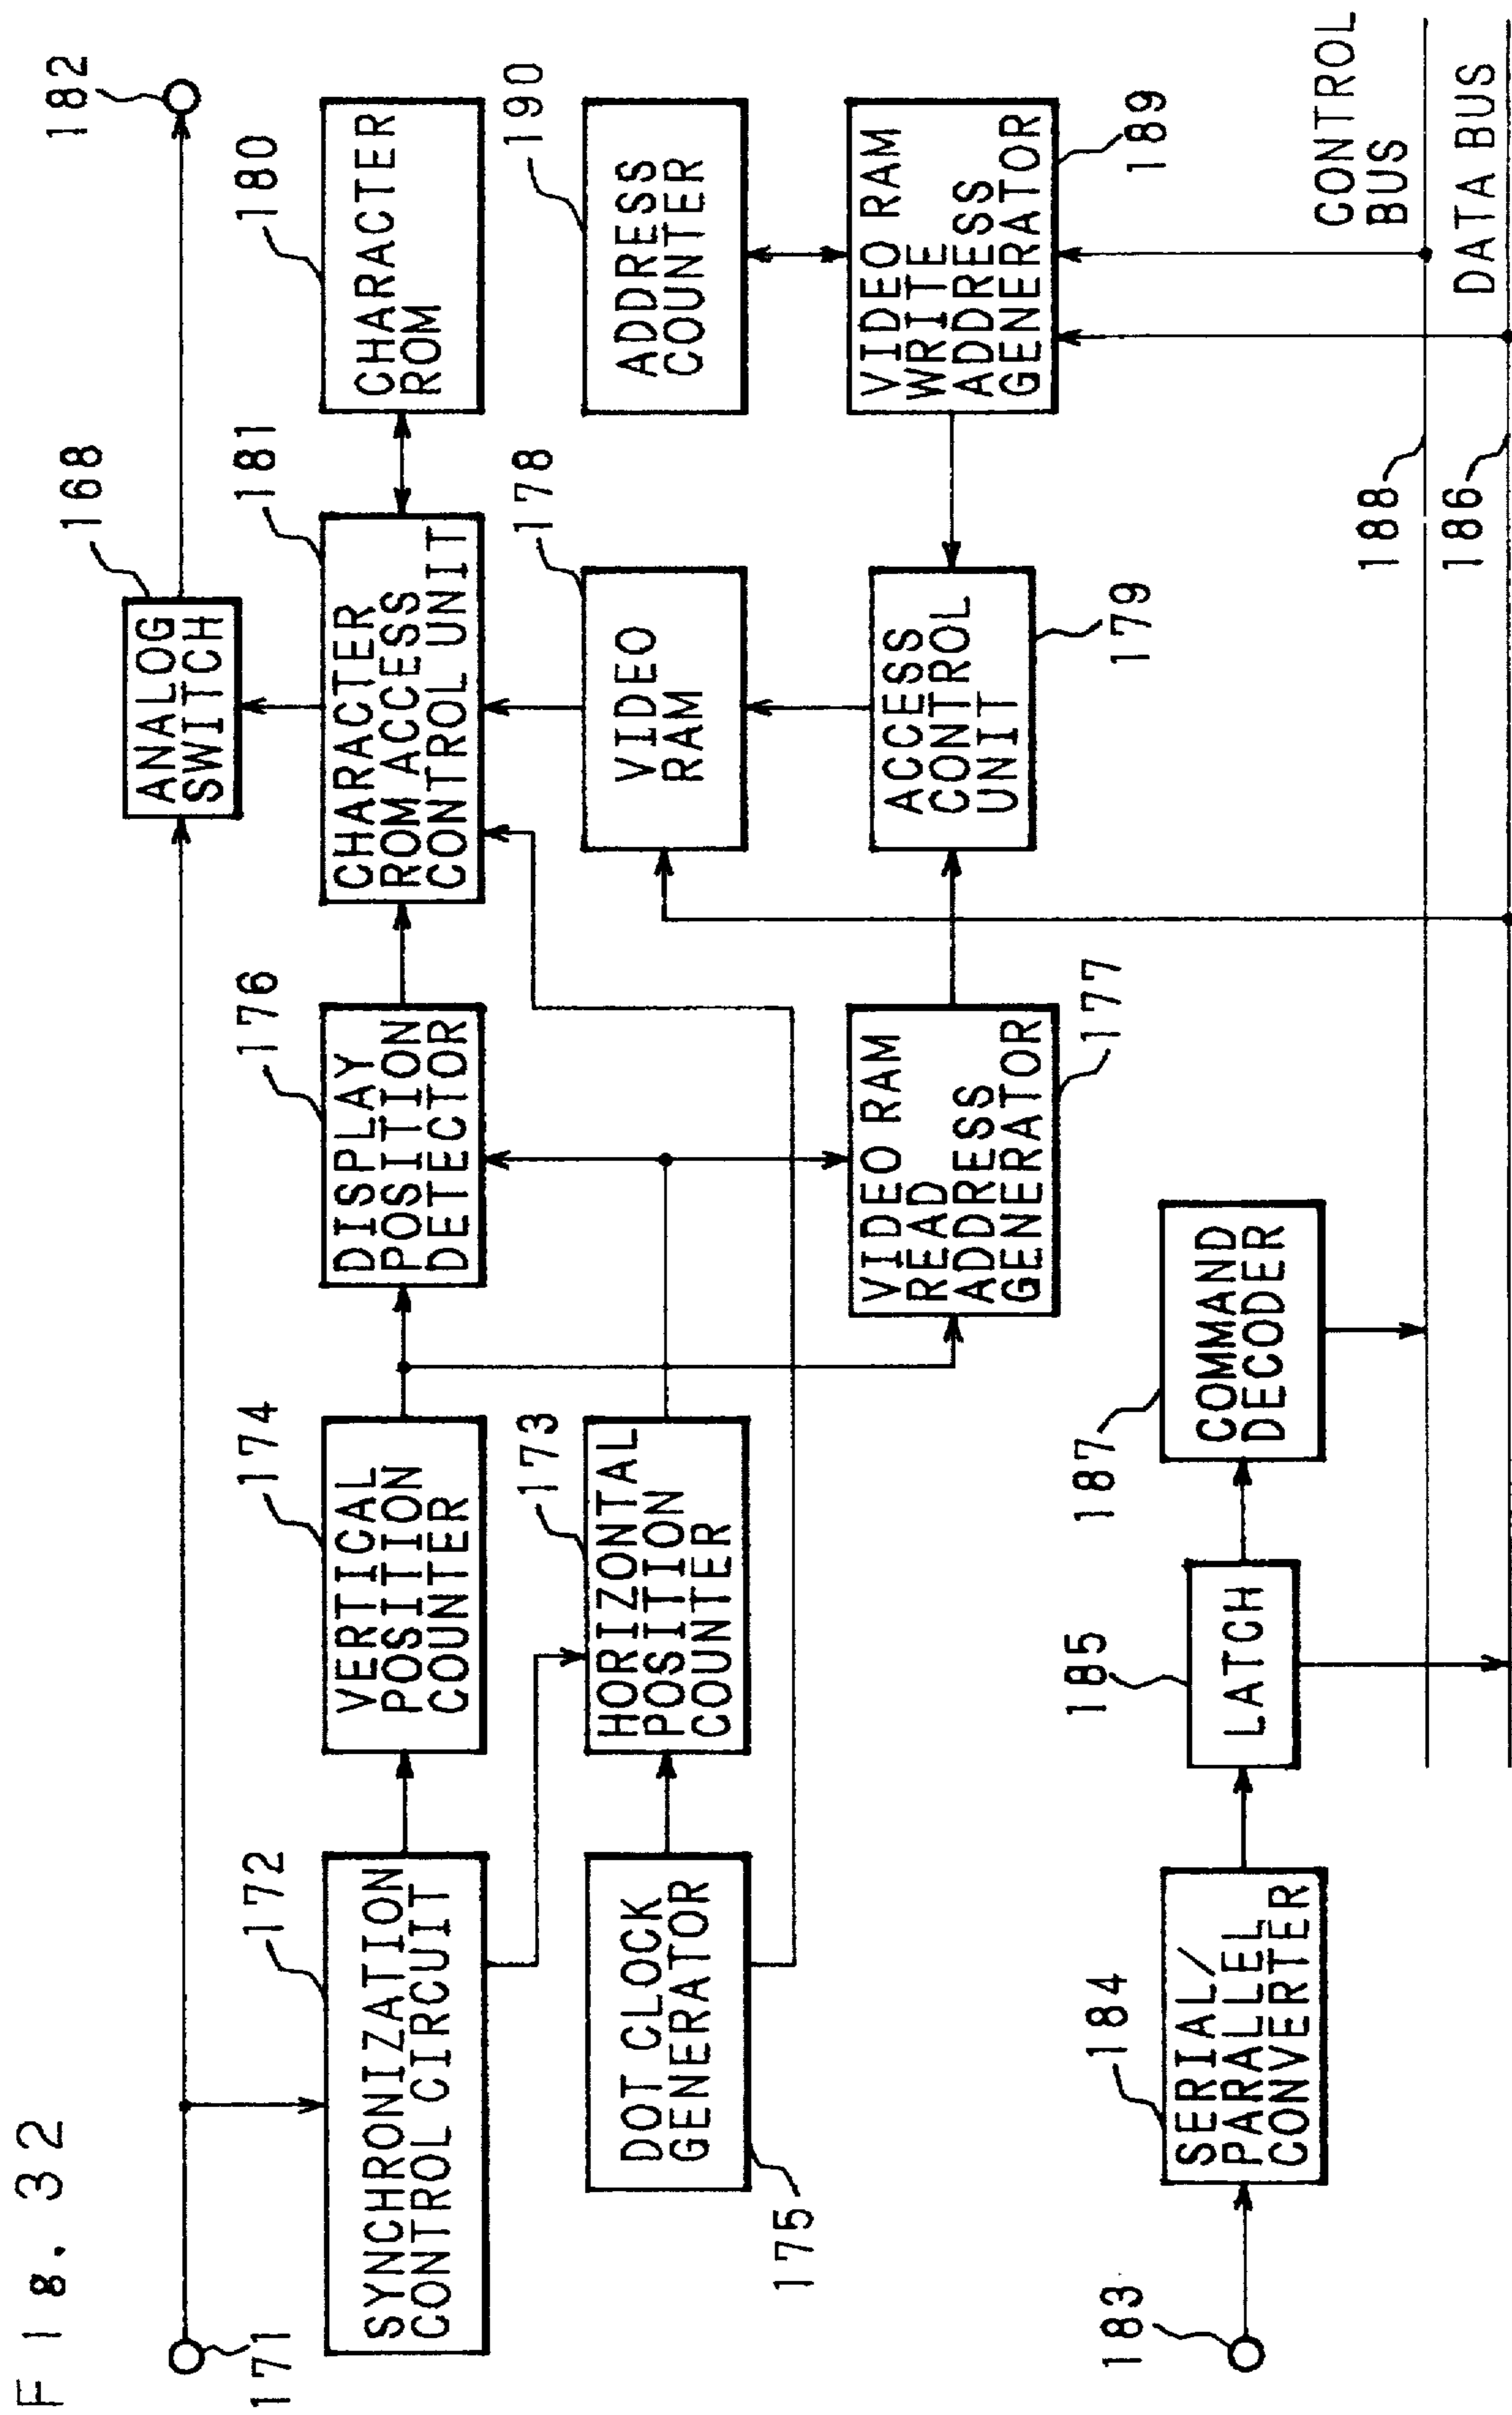 Fig. 32
171
172
SYNCHRONIZATION
CONTROL CIRCUIT
174
VERTICAL
POSITION
COUNTER
176
DISPLAY
POSITION
DETECTOR
168
ANALOG
SWITCH
181
CHARACTER
ROM ACCESS
CONTROL UNIT
182
180
CHARACTER
ROM
175
DOT CLOCK
GENERATOR
173
HORIZONTAL
POSITION
COUNTER
178
VIDEO
RAM
190
ADDRESS
COUNTER
177
VIDEO RAM
READ
ADDRESS
GENERATOR
179
ACCESS
CONTROL
UNIT
189
VIDEO RAM
WRITE
ADDRESS
GENERATOR
183
184
SERIAL/
PARALLEL
CONVERTER
185
LATCH
187
COMMAND
DECODER
188
CONTROL
BUS
186
DATA BUS